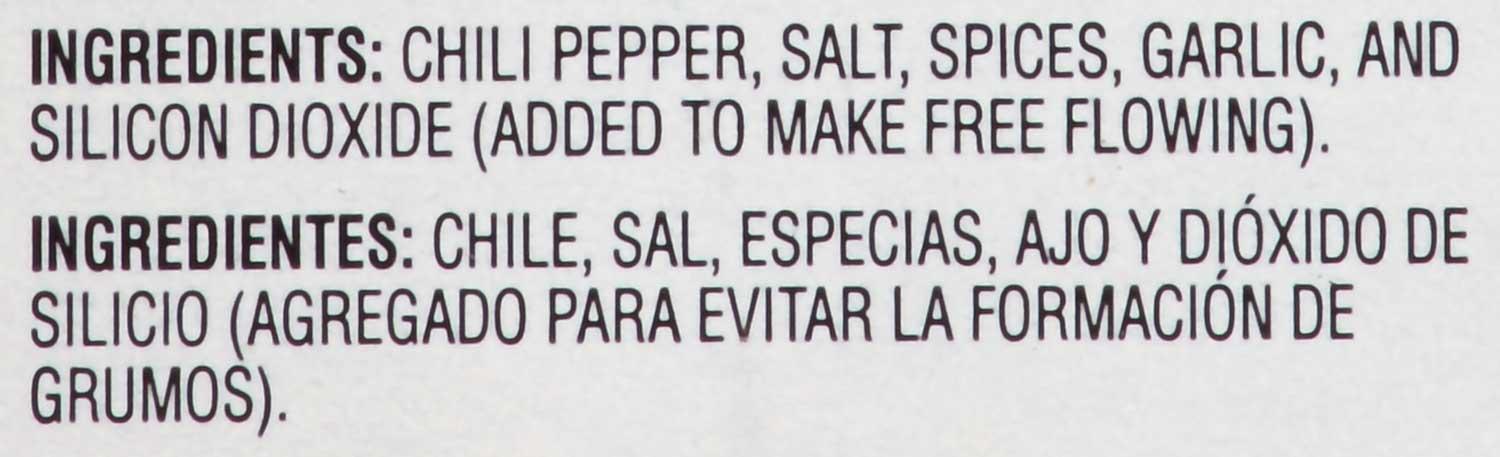 INGREDIENTS: CHILI PEPPER, SALT, SPICES, GARLIC, AND
SILICON DIOXIDE (ADDED TO MAKE FREE FLOWING).
INGREDIENTES: CHILE, SAL, ESPECIAS, AJO Y DIÓXIDO DE
SILICIO (AGREGADO PARA EVITAR LA FORMACIÓN DE
GRUMOS).